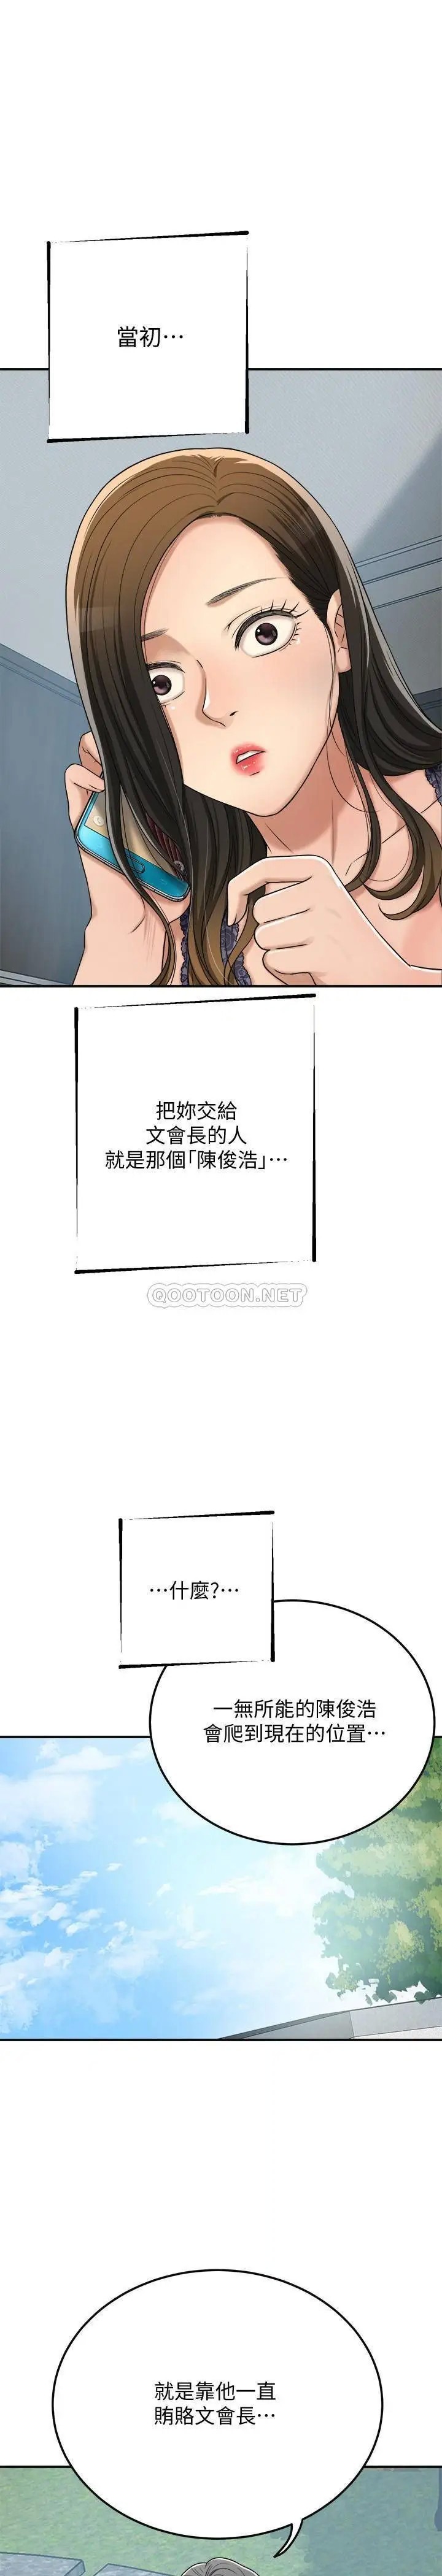 當初⋯
把妳交給
文會長的人
就是那個「陳俊浩」⋯
QOOTOON.NET
⋯什麼?⋯
一無所能的陳俊浩
會爬到現在的位置⋯
就是靠他一直
賄賂文會長⋯